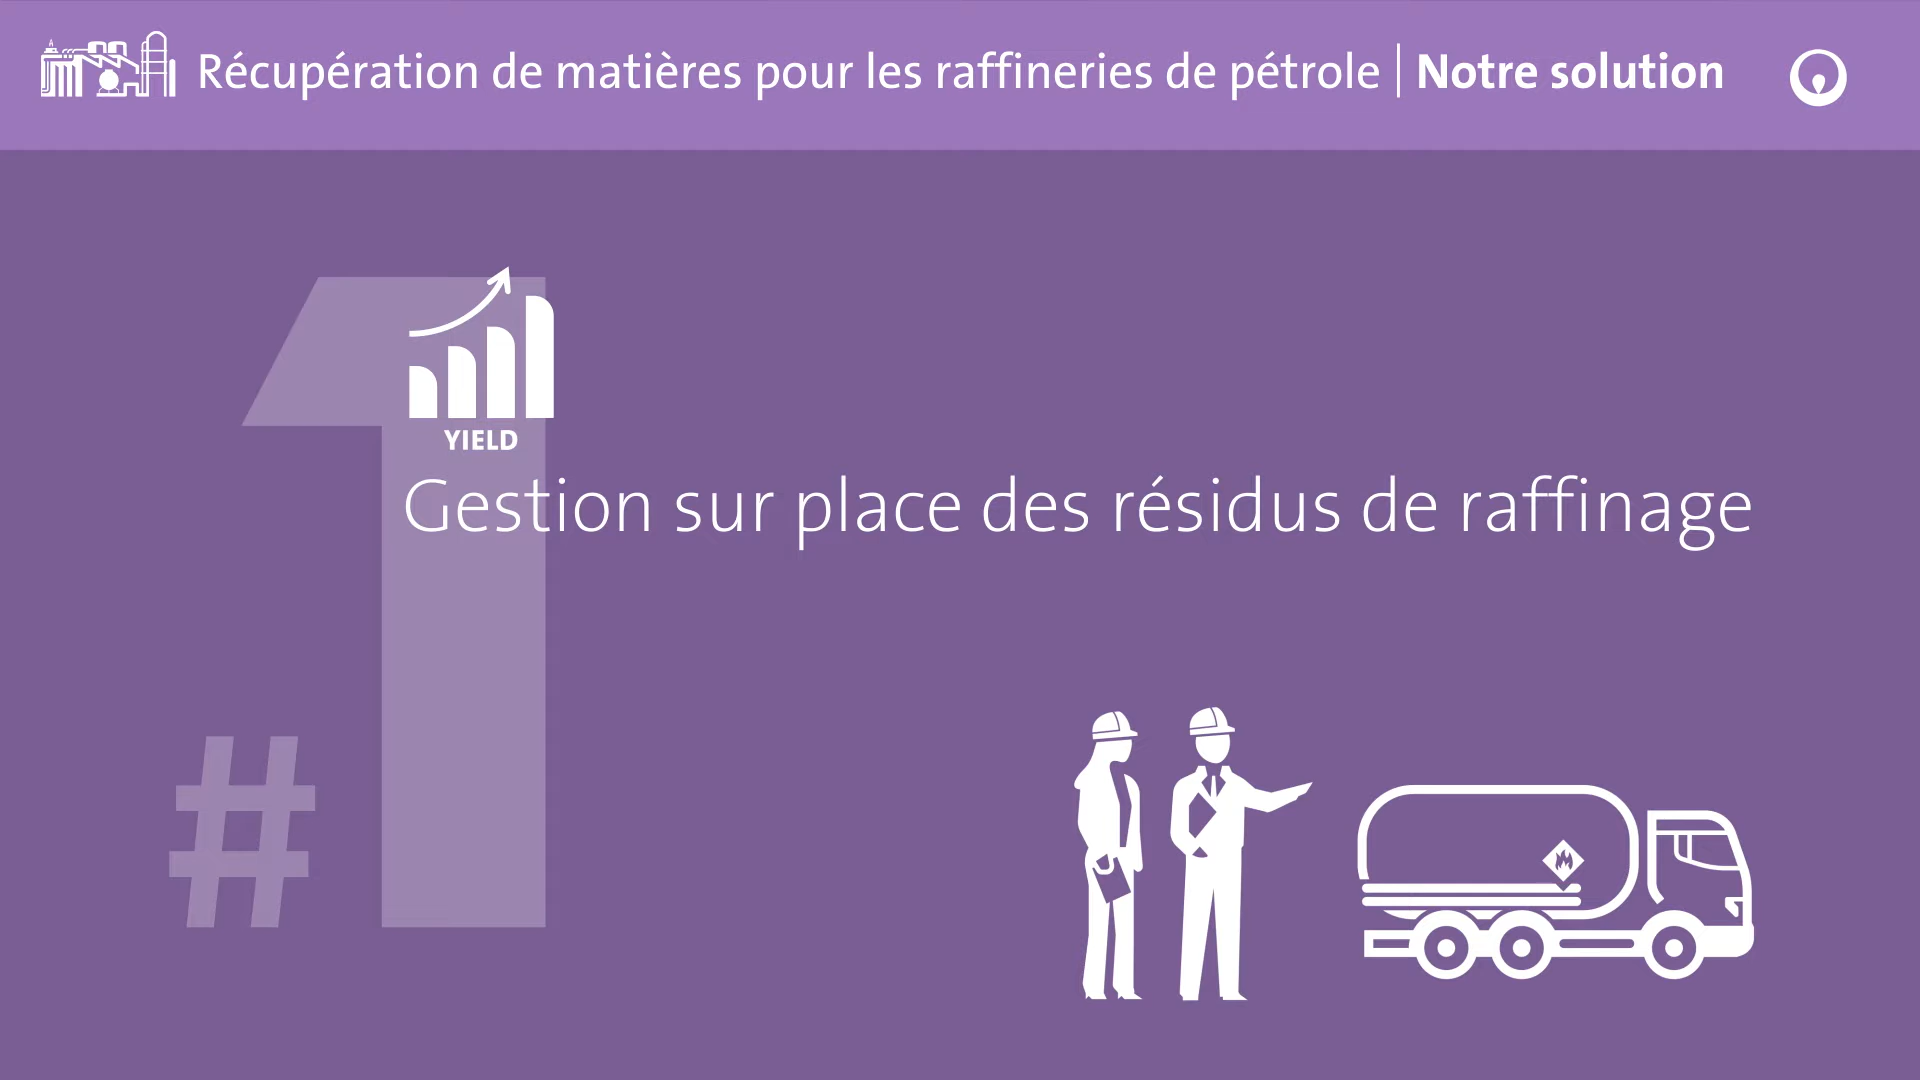 Récupération de matières pour les raffineries de pétrole | Notre solution
#1
YIELD
Gestion sur place des résidus de raffinage